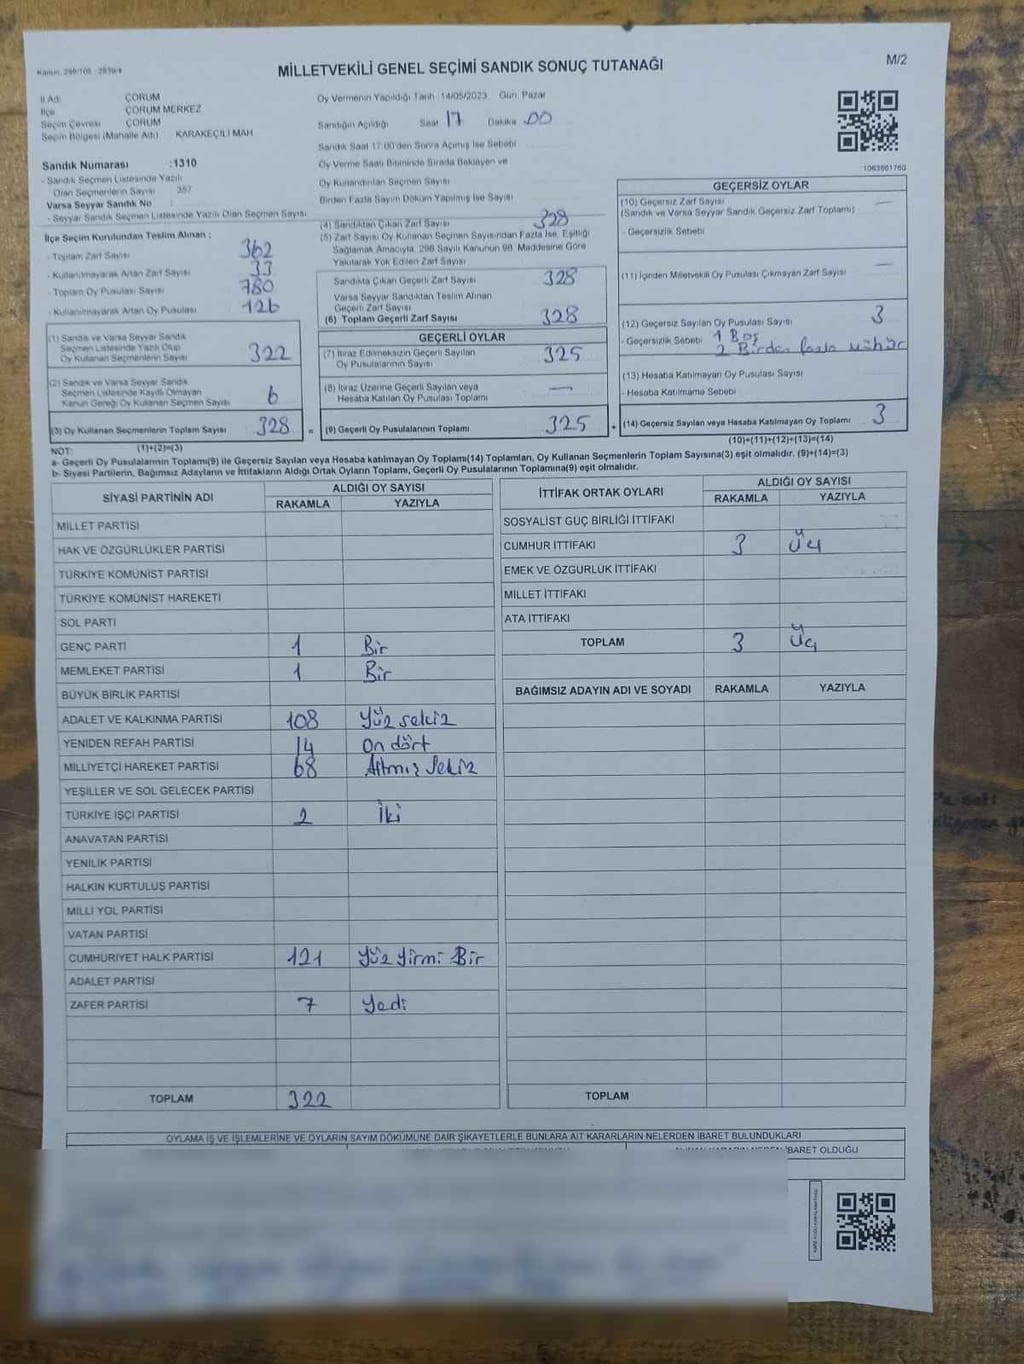 Kanun: 298/105 2839/4
MİLLETVEKİLİ GENEL SEÇİMİ SANDIK SONUÇ TUTANAĞI
M/2
İl Adı ÇORUM
İlçe ÇORUM MERKEZ
Seçim Çevresi ÇORUM
Seçim Bölgesi (Mahalle Adı) KARAKEÇİLİ MAH
Oy Vermenin Yapıldığı Tarih 14/05/2023 Gün: Pazar
Sandığın Açıldığı Saat 17 Dakika 00
Sandık Saat 17:00'den Sonra Açımış İse Sebebi
Oy Verme Saati Bitiminde Sırada Bekleyen ve
Oy Kullandırılan Seçmen Sayısı
Birden Fazla Sayım Döküm Yapılmış İse Sayısı
1063661760
Sandık Numarası :1310
- Sandık Seçmen Listesinde Yazılı
Olan Seçmenlerin Sayısı 357
Varsa Seyyar Sandık No :
- Seyyar Sandık Seçmen Listesinde Yazılı Olan Seçmen Sayısı
İlçe Seçim Kurulundan Teslim Alınan ;
- Toplam Zarf Sayısı 362
- Kullanılmayarak Artan Zarf Sayısı 33
- Toplam Oy Pusulası Sayısı 780
- Kullanılmayarak Artan Oy Pusulası 126
(1) Sandık ve Varsa Seyyar Sandık
Seçmen Listesinde Yazılı Olup
Oy Kullanan Seçmenlerin Sayısı 322
(2) Sandık ve Varsa Seyyar Sandık
Seçmen Listesinde Kayıtlı Olmayan
Kanun Gereği Oy Kullanan Seçmen Sayısı 6
(3) Oy Kullanan Seçmenlerin Toplam Sayısı 328 =
(1)+(2)=(3)
(4) Sandıktan Çıkan Zarf Sayısı 328
(5) Zarf Sayısı Oy Kullanan Seçmen Sayısından Fazla İse, Eşitliği
Sağlamak Amacıyla, 298 Sayılı Kanunun 98. Maddesine Göre
Yakılarak Yok Edilen Zarf Sayısı
Sandıkta Çıkan Geçerli Zarf Sayısı 328
Varsa Seyyar Sandıktan Teslim Alınan
Geçerli Zarf Sayısı
(6) Toplam Geçerli Zarf Sayısı 328
GEÇERLİ OYLAR
(7) İtiraz Edilmeksizin Geçerli Sayılan
Oy Pusulalarının Sayısı 325
(8) İtiraz Üzerine Geçerli Sayılan veya
Hesaba Katılan Oy Pusulası Toplamı —
(9) Geçerli Oy Pusulalarının Toplamı 325 +
GEÇERSİZ OYLAR
(10) Geçersiz Zarf Sayısı —
(Sandık ve Varsa Seyyar Sandık Geçersiz Zarf Toplamı)
- Geçersizlik Sebebi
(11) İçinden Milletvekili Oy Pusulası Çıkmayan Zarf Sayısı —
(12) Geçersiz Sayılan Oy Pusulası Sayısı 3
- Geçersizlik Sebebi 1 Boş
2 Birden fazla mühür
(13) Hesaba Katılmayan Oy Pusulası Sayısı
- Hesaba Katılmama Sebebi
(14) Geçersiz Sayılan veya Hesaba Katılmayan Oy Toplamı 3
(10)+(11)+(12)+(13)=(14)
NOT:
a- Geçerli Oy Pusulalarının Toplamı(9) ile Geçersiz Sayılan veya Hesaba katılmayan Oy Toplamı(14) Toplamları, Oy Kullanan Seçmenlerin Toplam Sayısına(3) eşit olmalıdır. (9)+(14)=(3)
b- Siyasi Partilerin, Bağımsız Adayların ve İttifakların Aldığı Ortak Oyların Toplamı, Geçerli Oy Pusulalarının Toplamına(9) eşit olmalıdır.
SİYASİ PARTİNİN ADI ALDIĞI OY SAYISI
RAKAMLA YAZIYLA
MİLLET PARTİSİ
HAK VE ÖZGÜRLÜKLER PARTİSİ
TÜRKİYE KOMÜNİST PARTİSİ
TÜRKİYE KOMÜNİST HAREKETİ
SOL PARTİ
GENÇ PARTİ 1 Bir
MEMLEKET PARTİSİ 1 Bir
BÜYÜK BİRLİK PARTİSİ
ADALET VE KALKINMA PARTİSİ 108 Yüz sekiz
YENİDEN REFAH PARTİSİ 14 On dört
MİLLİYETÇİ HAREKET PARTİSİ 68 Altmış Sekiz
YEŞİLLER VE SOL GELECEK PARTİSİ
TÜRKİYE İŞÇİ PARTİSİ 2 İki
ANAVATAN PARTİSİ
YENİLİK PARTİSİ
HALKIN KURTULUŞ PARTİSİ
MİLLİ YOL PARTİSİ
VATAN PARTİSİ
CUMHURİYET HALK PARTİSİ 121 Yüz Yirmi Bir
ADALET PARTİSİ
ZAFER PARTİSİ 7 Yedi
TOPLAM 322
İTTİFAK ORTAK OYLARI ALDIĞI OY SAYISI
RAKAMLA YAZIYLA
SOSYALİST GÜÇ BİRLİĞİ İTTİFAKI
CUMHUR İTTİFAKI 3 Üç
EMEK VE ÖZGÜRLÜK İTTİFAKI
MİLLET İTTİFAKI
ATA İTTİFAKI
TOPLAM 3 Üç
BAĞIMSIZ ADAYIN ADI VE SOYADI RAKAMLA YAZIYLA
TOPLAM
OYLAMA İŞ VE İŞLEMLERİNE VE OYLARIN SAYIM DÖKÜMÜNE DAİR ŞİKAYETLERLE BUNLARA AİT KARARLARIN NELERDEN İBARET BULUNDUKLARI
İBARET OLDUĞU